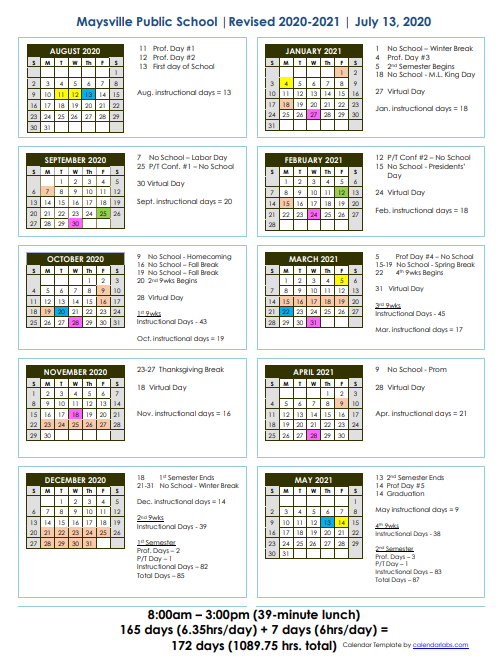 Maysville Public School |Revised 2020-2021 | July 13, 2020
AUGUST 2020
S M T W Th F S
1
2 3 4 5 6 7 8
9 10 11 12 13 14 15
16 17 18 19 20 21 22
23 24 25 26 27 28 29
30 31
11 Prof. Day #1
12 Prof. Day #2
13 First day of School
Aug. instructional days = 13
JANUARY 2021
S M T W Th F S
1 2
3 4 5 6 7 8 9
10 11 12 13 14 15 16
17 18 19 20 21 22 23
24 25 26 27 28 29 30
31
1 No School – Winter Break
4 Prof. Day #3
5 2nd Semester Begins
18 No School - M.L. King Day
27 Virtual Day
Jan. instructional days = 18
SEPTEMBER 2020
S M T W Th F S
1 2 3 4 5
6 7 8 9 10 11 12
13 14 15 16 17 18 19
20 21 22 23 24 25 26
27 28 29 30
7 No School – Labor Day
25 P/T Conf. #1 – No School
30 Virtual Day
Sept. instructional days = 20
FEBRUARY 2021
S M T W Th F S
1 2 3 4 5 6
7 8 9 10 11 12 13
14 15 16 17 18 19 20
21 22 23 24 25 26 27
28
12 P/T Conf #2 – No School
15 No School - Presidents'
Day
24 Virtual Day
Feb. instructional days = 18
OCTOBER 2020
S M T W Th F S
1 2 3
4 5 6 7 8 9 10
11 12 13 14 15 16 17
18 19 20 21 22 23 24
25 26 27 28 29 30 31
9 No School - Homecoming
16 No School – Fall Break
19 No School – Fall Break
20 2nd 9wks Begins
28 Virtual Day
1st 9wks
Instructional Days - 43
Oct. instructional days = 19
MARCH 2021
S M T W Th F S
1 2 3 4 5 6
7 8 9 10 11 12 13
14 15 16 17 18 19 20
21 22 23 24 25 26 27
28 29 30 31
5 Prof Day #4 – No School
15-19 No School - Spring Break
22 4th 9wks Begins
31 Virtual Day
3rd 9wks
Instructional Days - 45
Mar. instructional days = 17
NOVEMBER 2020
S M T W Th F S
1 2 3 4 5 6 7
8 9 10 11 12 13 14
15 16 17 18 19 20 21
22 23 24 25 26 27 28
29 30
23-27 Thanksgiving Break
18 Virtual Day
Nov. instructional days = 16
APRIL 2021
S M T W Th F S
1 2 3
4 5 6 7 8 9 10
11 12 13 14 15 16 17
18 19 20 21 22 23 24
25 26 27 28 29 30
9 No School - Prom
28 Virtual Day
Apr. instructional days = 21
DECEMBER 2020
S M T W Th F S
1 2 3 4 5
6 7 8 9 10 11 12
13 14 15 16 17 18 19
20 21 22 23 24 25 26
27 28 29 30 31
18 1st Semester Ends
21-31 No School - Winter Break
Dec. instructional days = 14
2nd 9wks
Instructional Days - 39
1st Semester
Prof. Days – 2
P/T Day – 1
Instructional Days – 82
Total Days – 85
MAY 2021
S M T W Th F S
1
2 3 4 5 6 7 8
9 10 11 12 13 14 15
16 17 18 19 20 21 22
23 24 25 26 27 28 29
30 31
13 2nd Semester Ends
14 Prof Day #5
14 Graduation
May instructional days = 9
4th 9wks
Instructional Days - 38
2nd Semester
Prof. Days – 3
P/T Day – 1
Instructional Days – 83
Total Days – 87
8:00am – 3:00pm (39-minute lunch)
165 days (6.35hrs/day) + 7 days (6hrs/day) =
172 days (1089.75 hrs. total) Calendar Template by calendarlabs.com